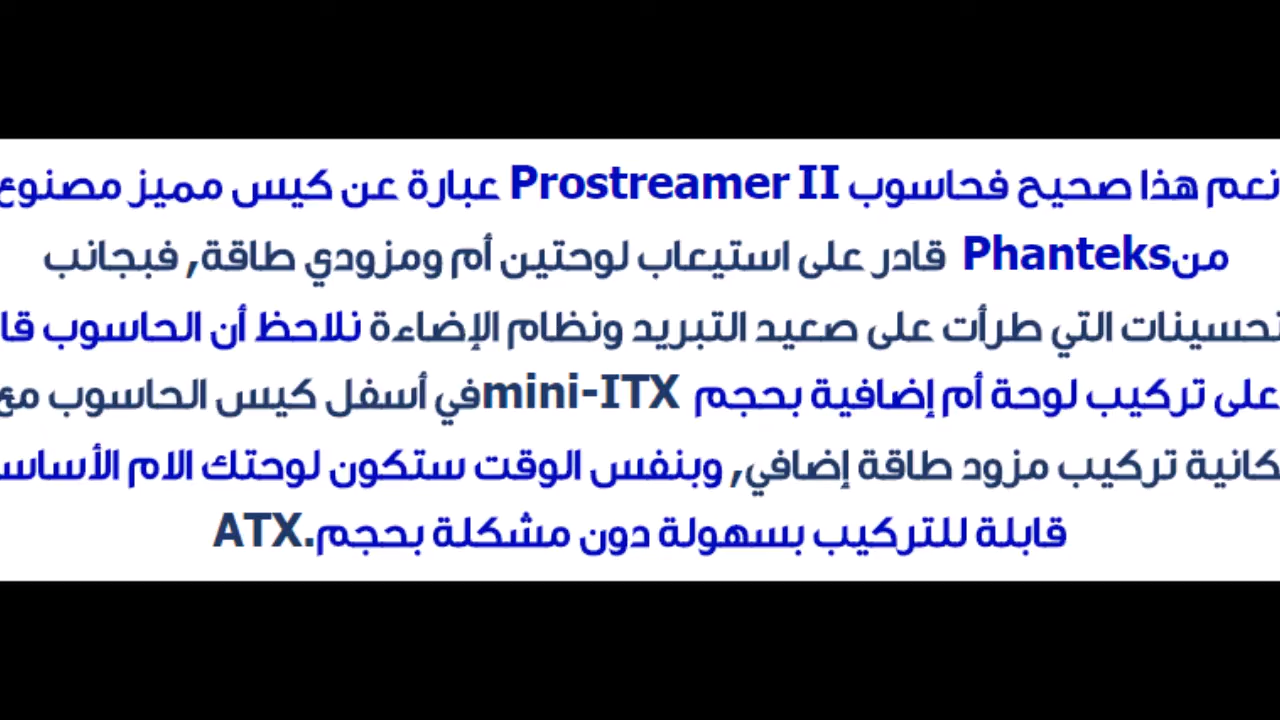 نعم هذا صحيح فحاسوب Prostreamer II عبارة عن كيس مميز مصنوع
من Phanteks قادر على استيعاب لوحتين أم ومزودي طاقة, فبجانب
تحسينات التي طرأت على صعيد التبريد ونظام الإضاءة نلاحظ أن الحاسوب قا
على تركيب لوحة أم إضافية بحجم mini-ITX في أسفل كيس الحاسوب مع
كانية تركيب مزود طاقة إضافي, وبنفس الوقت ستكون لوحتك الام الأساس
قابلة للتركيب بسهولة دون مشكلة بحجم.ATX